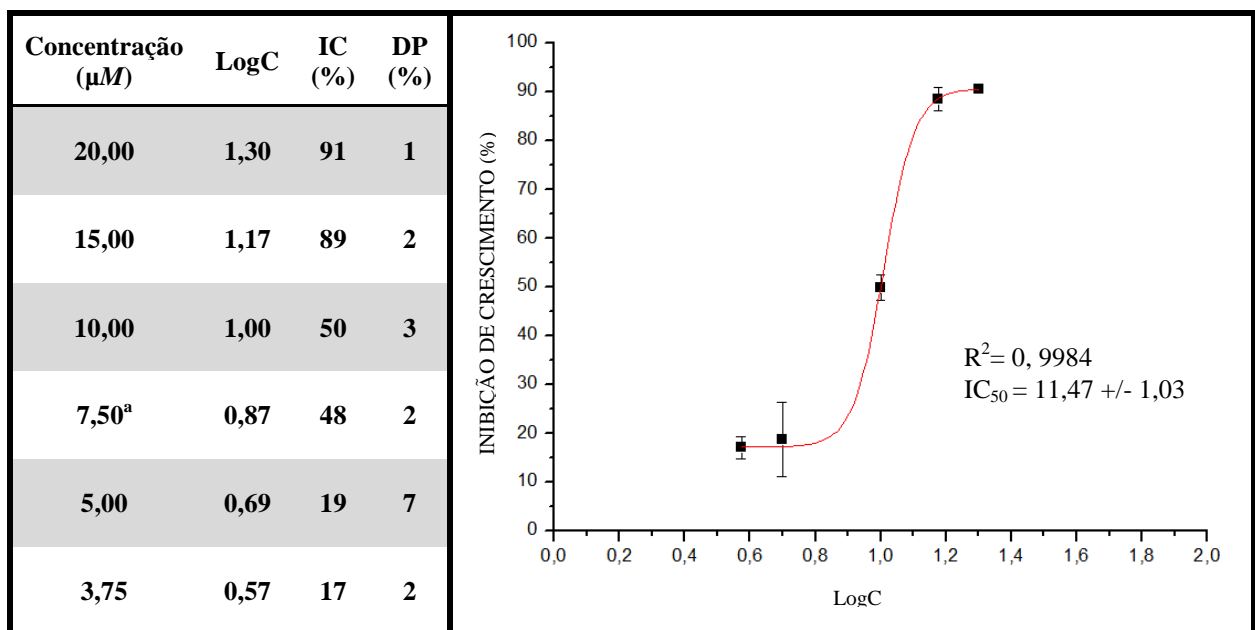 Concentração LogC IC DP
(µM) (%) (%)
20,00 1,30 91 1
15,00 1,17 89 2
10,00 1,00 50 3
7,50ᵃ 0,87 48 2
5,00 0,69 19 7
3,75 0,57 17 2
INIBIÇÃO DE CRESCIMENTO (%)
100
90
80
70
60
50
40
30
20
10
0
R²= 0, 9984
IC₅₀ = 11,47 +/- 1,03
0,0 0,2 0,4 0,6 0,8 1,0 1,2 1,4 1,6 1,8 2,0
LogC